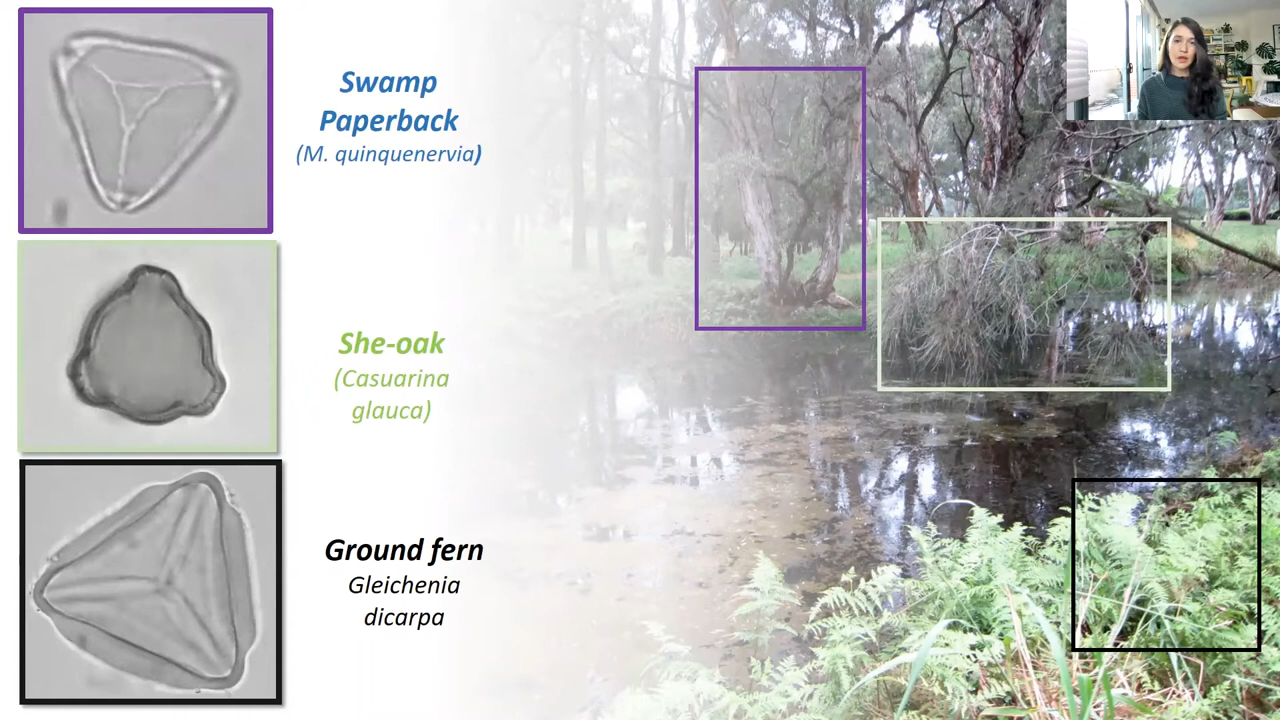 Swamp
Paperback
(M. quinquenervia)
She-oak
(Casuarina
glauca)
Ground fern
Gleichenia
dicarpa